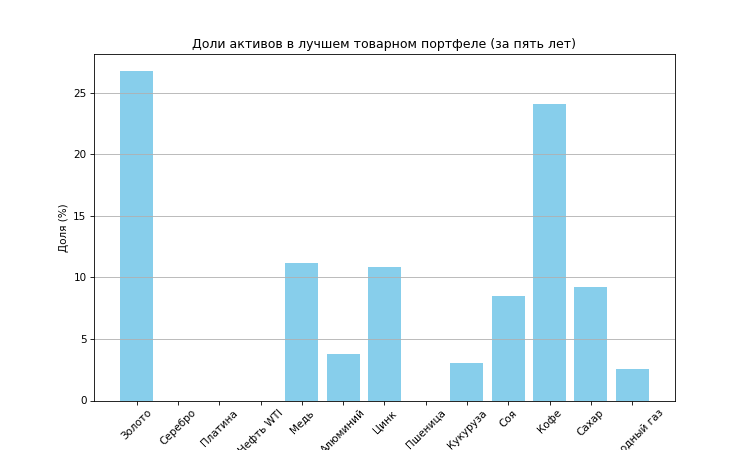 Доли активов в лучшем товарном портфеле (за пять лет)
Доля (%)
25
20
15
10
5
0
Золото
Серебро
Платина
Нефть WTI
Медь
Алюминий
Цинк
Пшеница
Кукуруза
Соя
Кофе
Сахар
газ